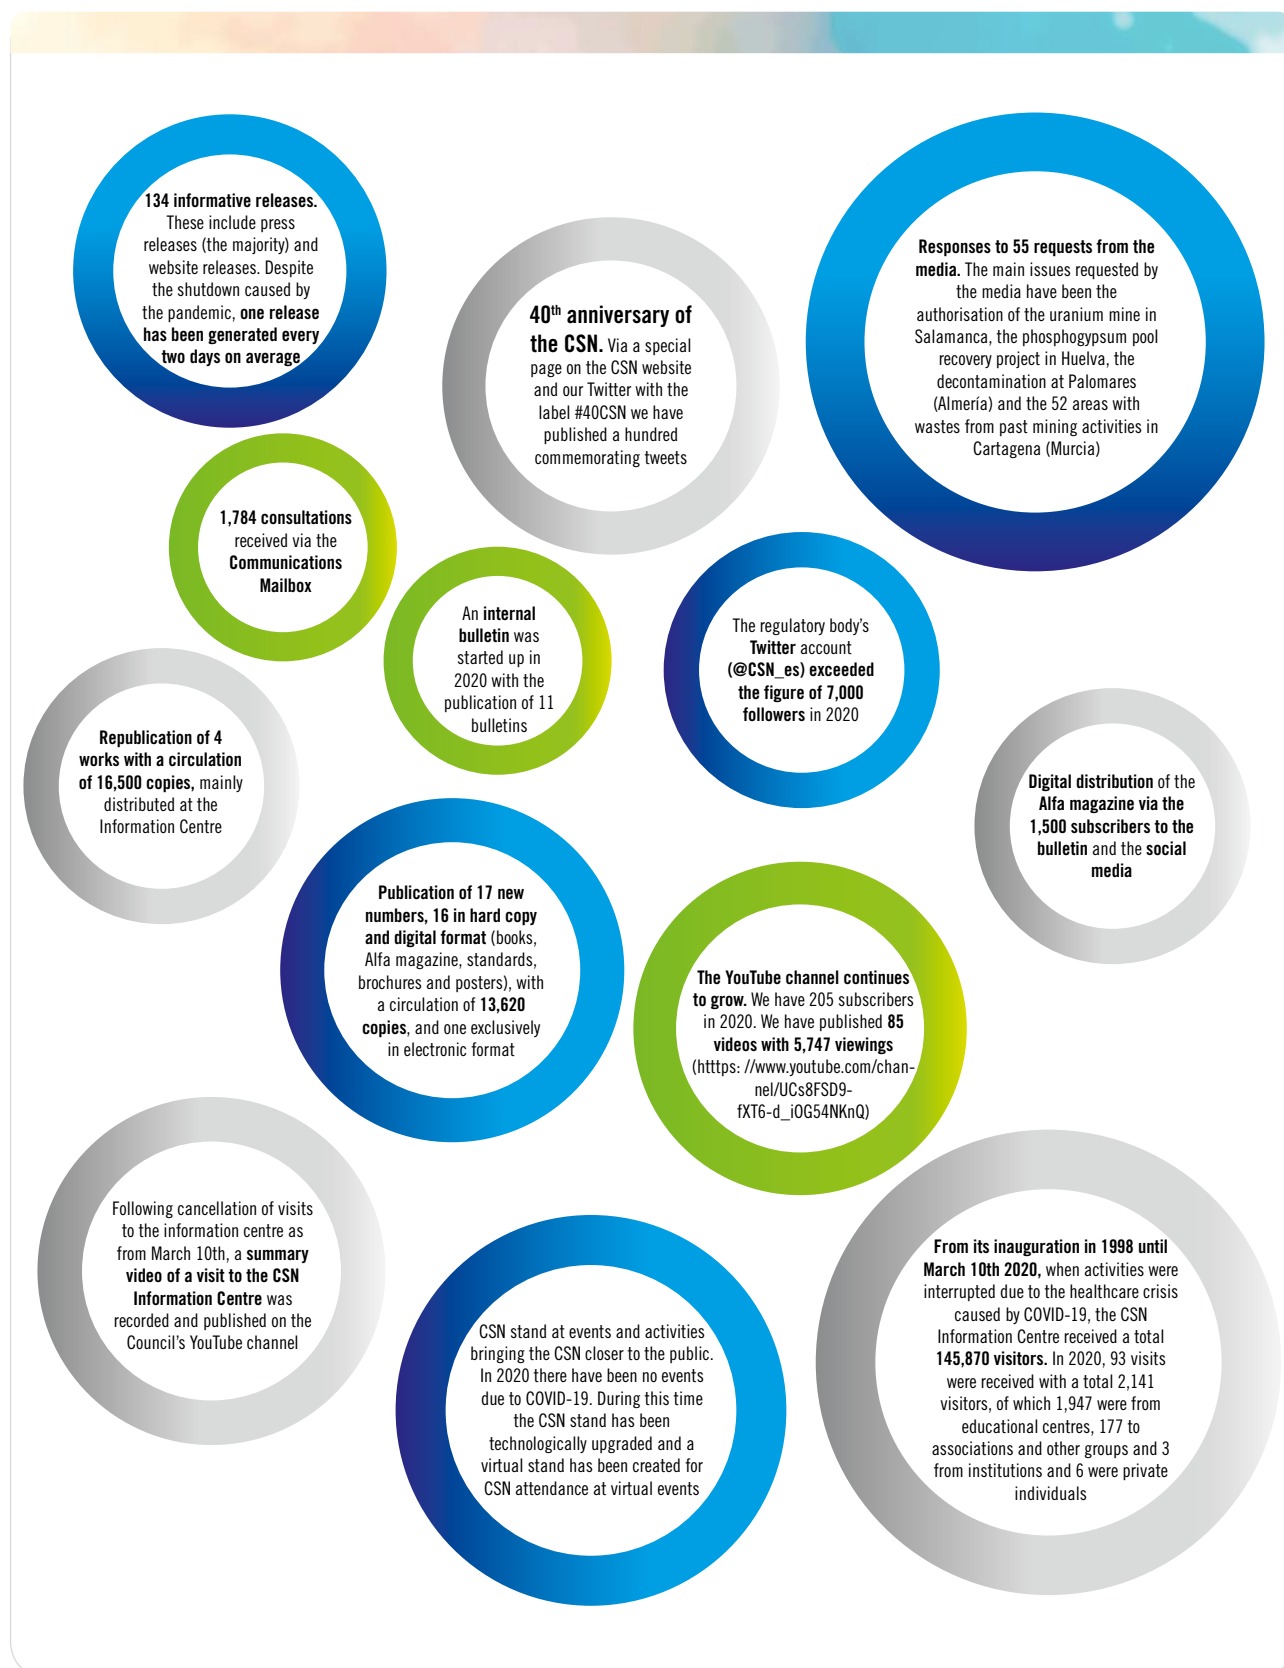 134 informative releases.
These include press
releases (the majority) and
website releases. Despite
the shutdown caused by
the pandemic, one release
has been generated every
two days on average
40th anniversary of
the CSN. Via a special
page on the CSN website
and our Twitter with the
label #40CSN we have
published a hundred
commemorating tweets
Responses to 55 requests from the
media. The main issues requested by
the media have been the
authorisation of the uranium mine in
Salamanca, the phosphogypsum pool
recovery project in Huelva, the
decontamination at Palomares
(Almería) and the 52 areas with
wastes from past mining activities in
Cartagena (Murcia)
1,784 consultations
received via the
Communications
Mailbox
An internal
bulletin was
started up in
2020 with the
publication of 11
bulletins
The regulatory body’s
Twitter account
(@CSN_es) exceeded
the figure of 7,000
followers in 2020
Republication of 4
works with a circulation
of 16,500 copies, mainly
distributed at the
Information Centre
Digital distribution of the
Alfa magazine via the
1,500 subscribers to the
bulletin and the social
media
Publication of 17 new
numbers, 16 in hard copy
and digital format (books,
Alfa magazine, standards,
brochures and posters), with
a circulation of 13,620
copies, and one exclusively
in electronic format
The YouTube channel continues
to grow. We have 205 subscribers
in 2020. We have published 85
videos with 5,747 viewings
(htttps: //www.youtube.com/chan-
nel/UCs8FSD9-
fXT6-d_iOG54NKnQ)
Following cancellation of visits
to the information centre as
from March 10th, a summary
video of a visit to the CSN
Information Centre was
recorded and published on the
Council’s YouTube channel
CSN stand at events and activities
bringing the CSN closer to the public.
In 2020 there have been no events
due to COVID-19. During this time
the CSN stand has been
technologically upgraded and a
virtual stand has been created for
CSN attendance at virtual events
From its inauguration in 1998 until
March 10th 2020, when activities were
interrupted due to the healthcare crisis
caused by COVID-19, the CSN
Information Centre received a total
145,870 visitors. In 2020, 93 visits
were received with a total 2,141
visitors, of which 1,947 were from
educational centres, 177 to
associations and other groups and 3
from institutions and 6 were private
individuals